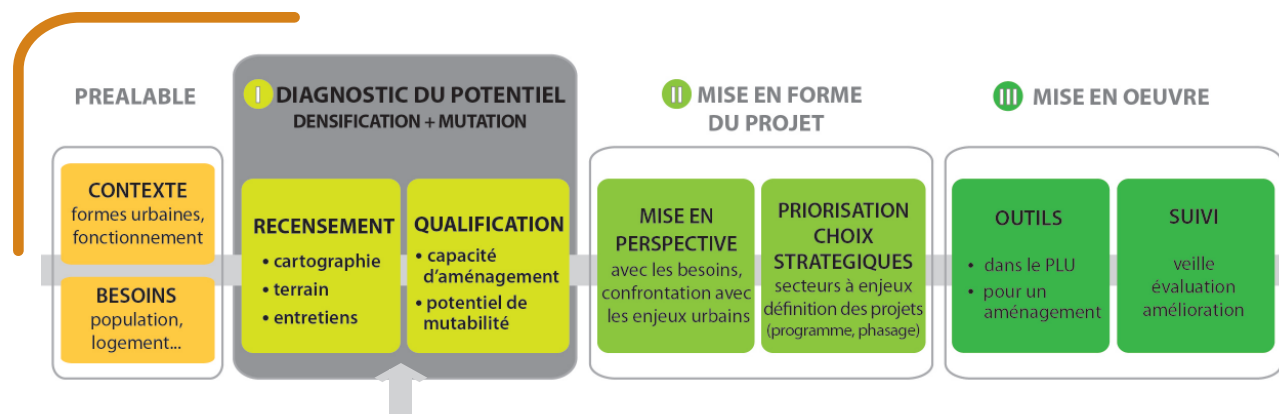 PREALABLE
CONTEXTE
formes urbaines,
fonctionnement
BESOINS
population,
logement...
I DIAGNOSTIC DU POTENTIEL
DENSIFICATION + MUTATION
RECENSEMENT
• cartographie
• terrain
• entretiens
QUALIFICATION
• capacité
d'aménagement
• potentiel de
mutabilité
II MISE EN FORME
DU PROJET
MISE EN
PERSPECTIVE
avec les besoins,
confrontation avec
les enjeux urbains
PRIORISATION
CHOIX
STRATEGIQUES
secteurs à enjeux
définition des projets
(programme, phasage)
III MISE EN OEUVRE
OUTILS
• dans le PLU
• pour un
aménagement
SUIVI
veille
évaluation
amélioration